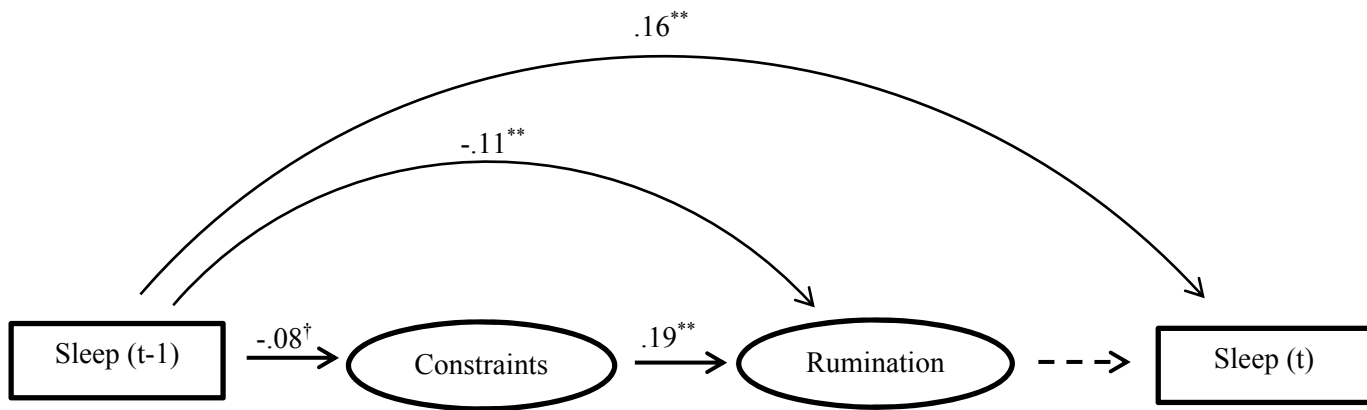 .16**
-.11**
Sleep (t-1)
-.08†
Constraints
.19**
Rumination
Sleep (t)